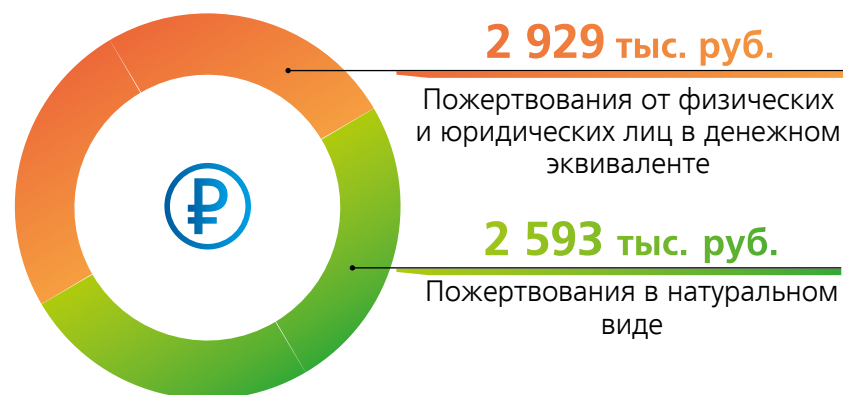 2 929 тыс. руб.
Пожертвования от физических
и юридических лиц в денежном
эквиваленте
2 593 тыс. руб.
Пожертвования в натуральном
виде
₽